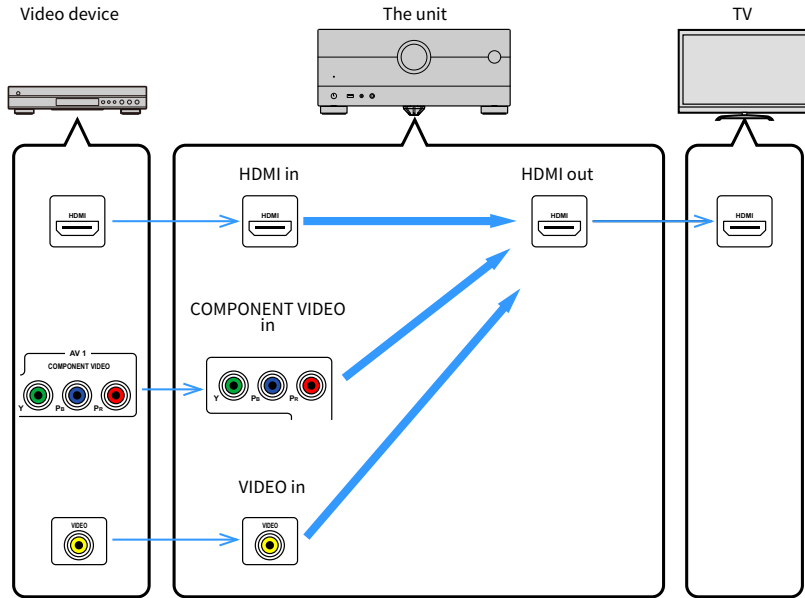 Video device
The unit
TV
HDMI in
HDMI out
HDMI
HDMI
HDMI
HDMI
COMPONENT VIDEO
in
AV 1
COMPONENT VIDEO
Y
PB
PR
Y
PB
PR
VIDEO in
VIDEO
VIDEO